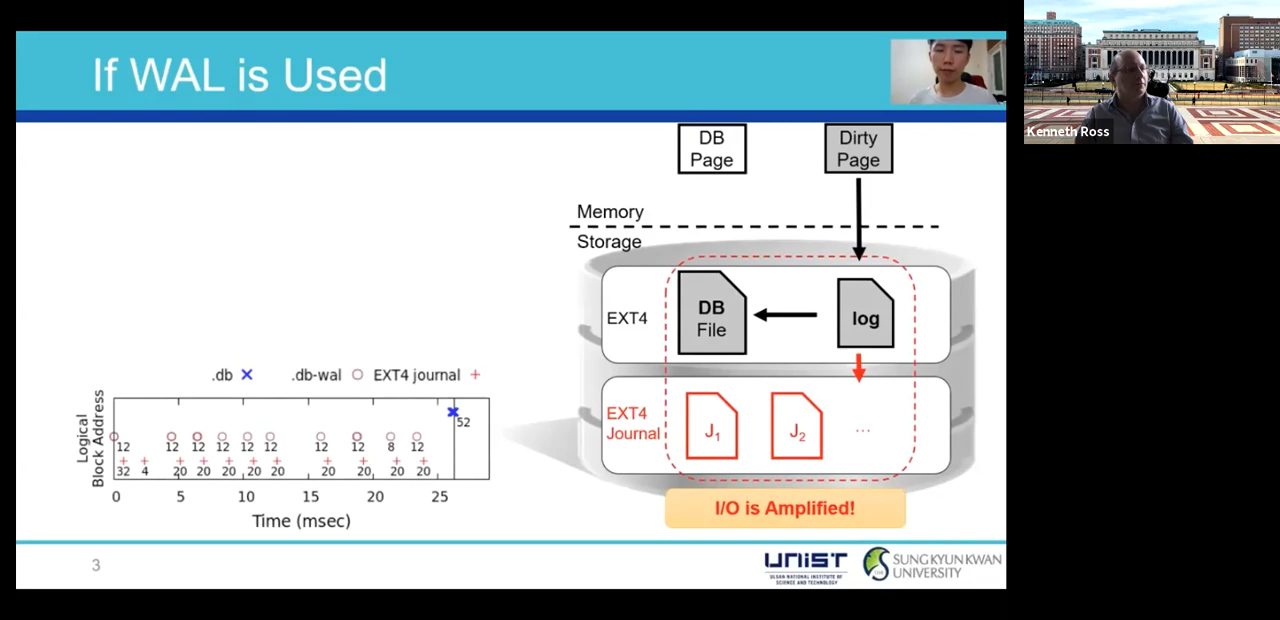 If WAL is Used
Kenneth Ross
DB
Page
Dirty
Page
Memory
Storage
EXT4
DB
File
log
EXT4
Journal
J1
J2
...
I/O is Amplified!
.db
.db-wal
EXT4 journal
Logical
Block Address
52
12 12 12 12 12 12 12 12 8 12
32 4 20 20 20 20 20 20 20 20 20
0 5 10 15 20 25
Time (msec)
3
UNIST
ULSAN NATIONAL INSTITUTE OF
SCIENCE AND TECHNOLOGY
SUNG KYUN KWAN
UNIVERSITY